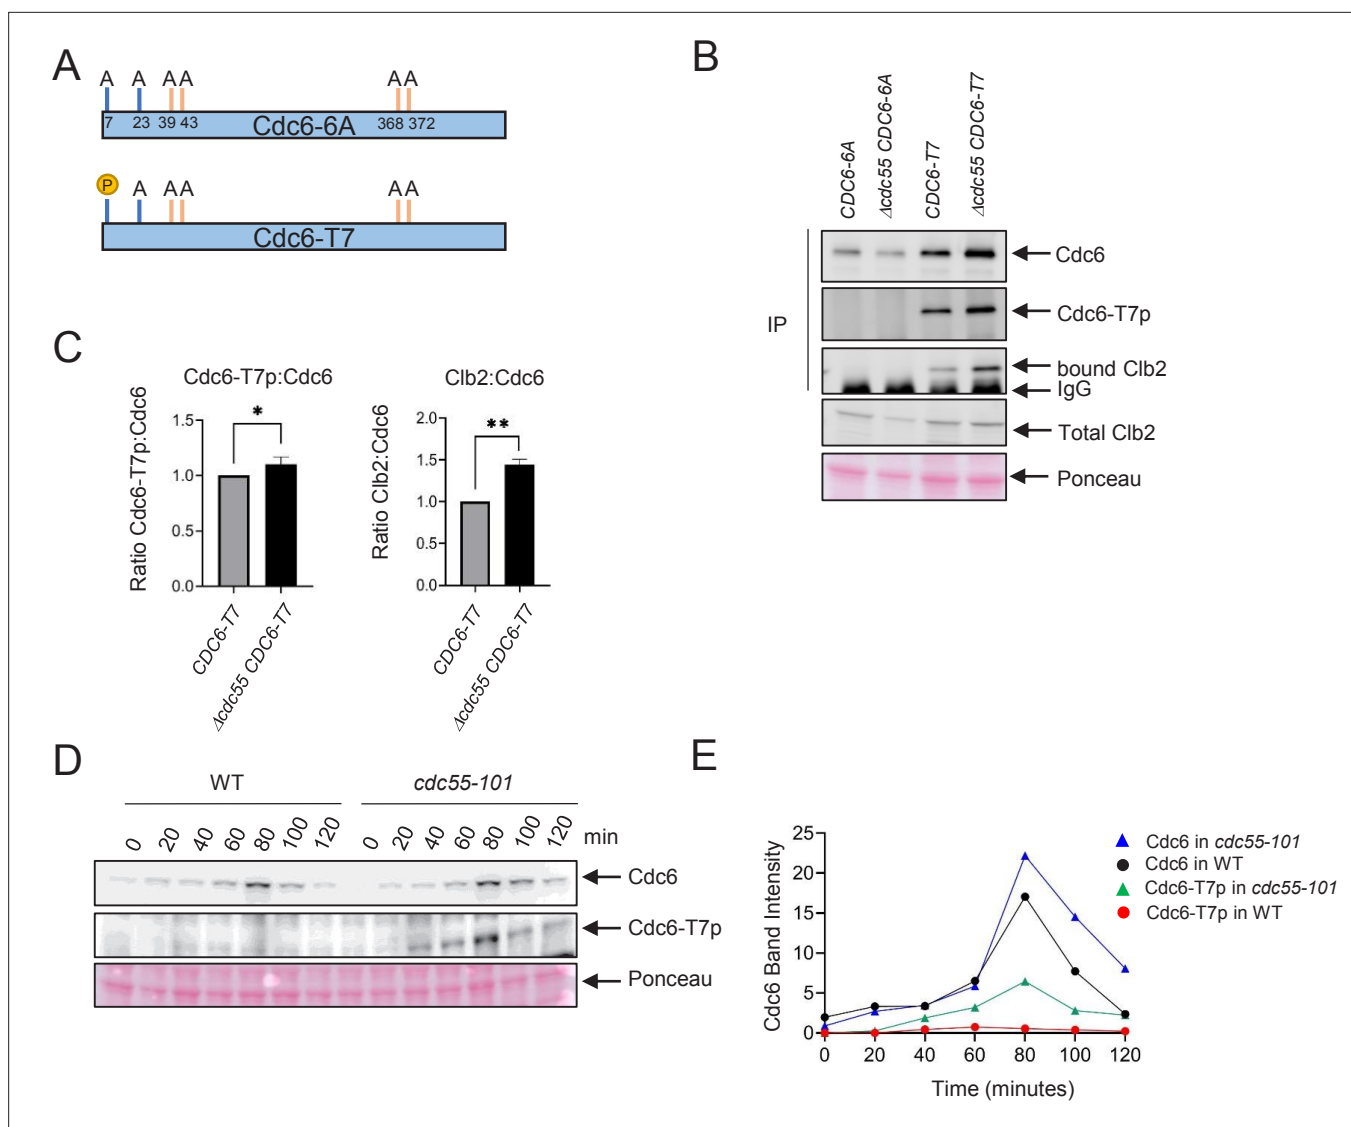 A
A A A A A A
7 23 39 43 Cdc6-6A 368 372
P A A A A A
Cdc6-T7
B
CDC6-6A
Δcdc55 CDC6-6A
CDC6-T7
Δcdc55 CDC6-T7
IP
Cdc6
Cdc6-T7p
bound Clb2
IgG
Total Clb2
Ponceau
C
Cdc6-T7p:Cdc6
Ratio Cdc6-T7p:Cdc6
1.5
*
1.0
0.5
0.0
CDC6-T7
Δcdc55 CDC6-T7
Clb2:Cdc6
Ratio Clb2:Cdc6
2.0
**
1.5
1.0
0.5
0.0
CDC6-T7
Δcdc55 CDC6-T7
D
WT cdc55-101
0 20 40 60 80 100 120 0 20 40 60 80 100 120 min
Cdc6
Cdc6-T7p
Ponceau
E
Cdc6 Band Intensity
25
20
15
10
5
0
0 20 40 60 80 100 120
Time (minutes)
Cdc6 in cdc55-101
Cdc6 in WT
Cdc6-T7p in cdc55-101
Cdc6-T7p in WT